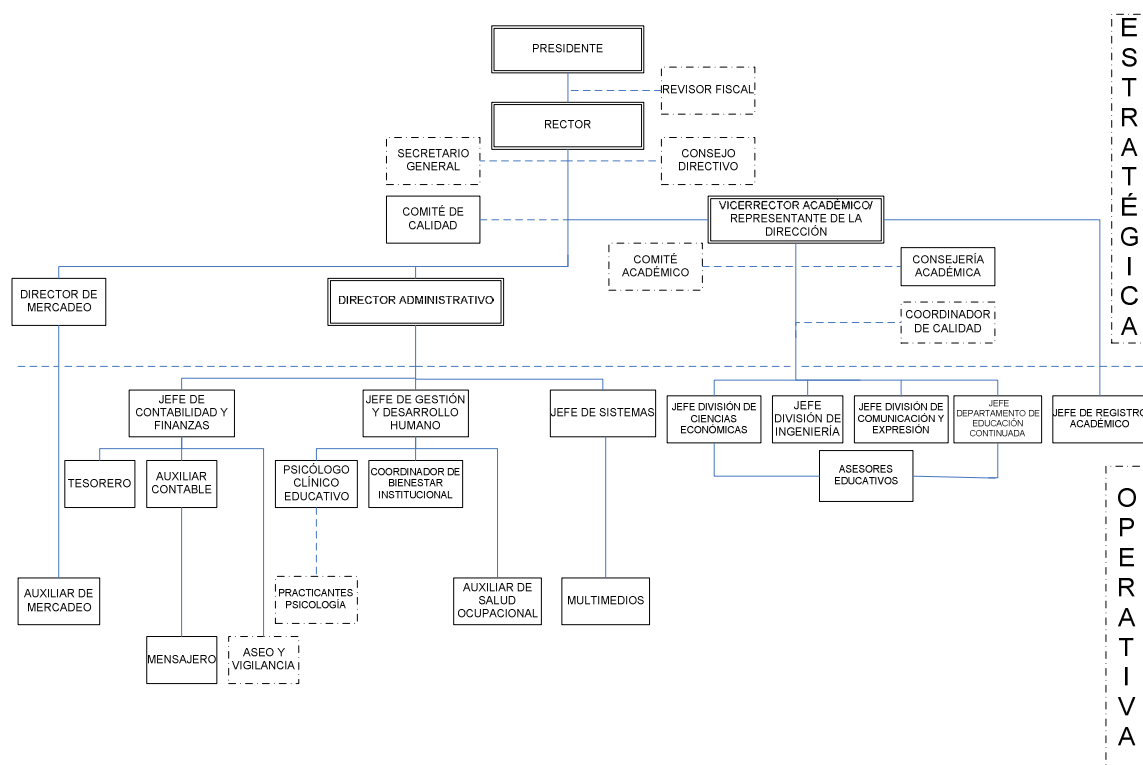 PRESIDENTE
REVISOR FISCAL
RECTOR
SECRETARIO
GENERAL
CONSEJO
DIRECTIVO
COMITÉ DE
CALIDAD
VICERRECTOR ACADÉMICO/
REPRESENTANTE DE LA
DIRECCIÓN
COMITÉ
ACADÉMICO
CONSEJERÍA
ACADÉMICA
DIRECTOR DE
MERCADEO
DIRECTOR ADMINISTRATIVO
COORDINADOR
DE CALIDAD
ESTRATÉGICA
JEFE DE
CONTABILIDAD Y
FINANZAS
JEFE DE GESTIÓN
Y DESARROLLO
HUMANO
JEFE DE SISTEMAS
JEFE DIVISIÓN DE
CIENCIAS
ECONÓMICAS
JEFE
DIVISIÓN DE
INGENIERÍA
JEFE DIVISIÓN DE
COMUNICACIÓN Y
EXPRESIÓN
JEFE
DEPARTAMENTO DE
EDUCACIÓN
CONTINUADA
JEFE DE REGISTRO
ACADÉMICO
TESORERO
AUXILIAR
CONTABLE
PSICÓLOGO
CLÍNICO
EDUCATIVO
COORDINADOR DE
BIENESTAR
INSTITUCIONAL
ASESORES
EDUCATIVOS
AUXILIAR DE
MERCADEO
PRACTICANTES
PSICOLOGÍA
AUXILIAR DE
SALUD
OCUPACIONAL
MULTIMEDIOS
MENSAJERO
ASEO Y
VIGILANCIA
OPERATIVA